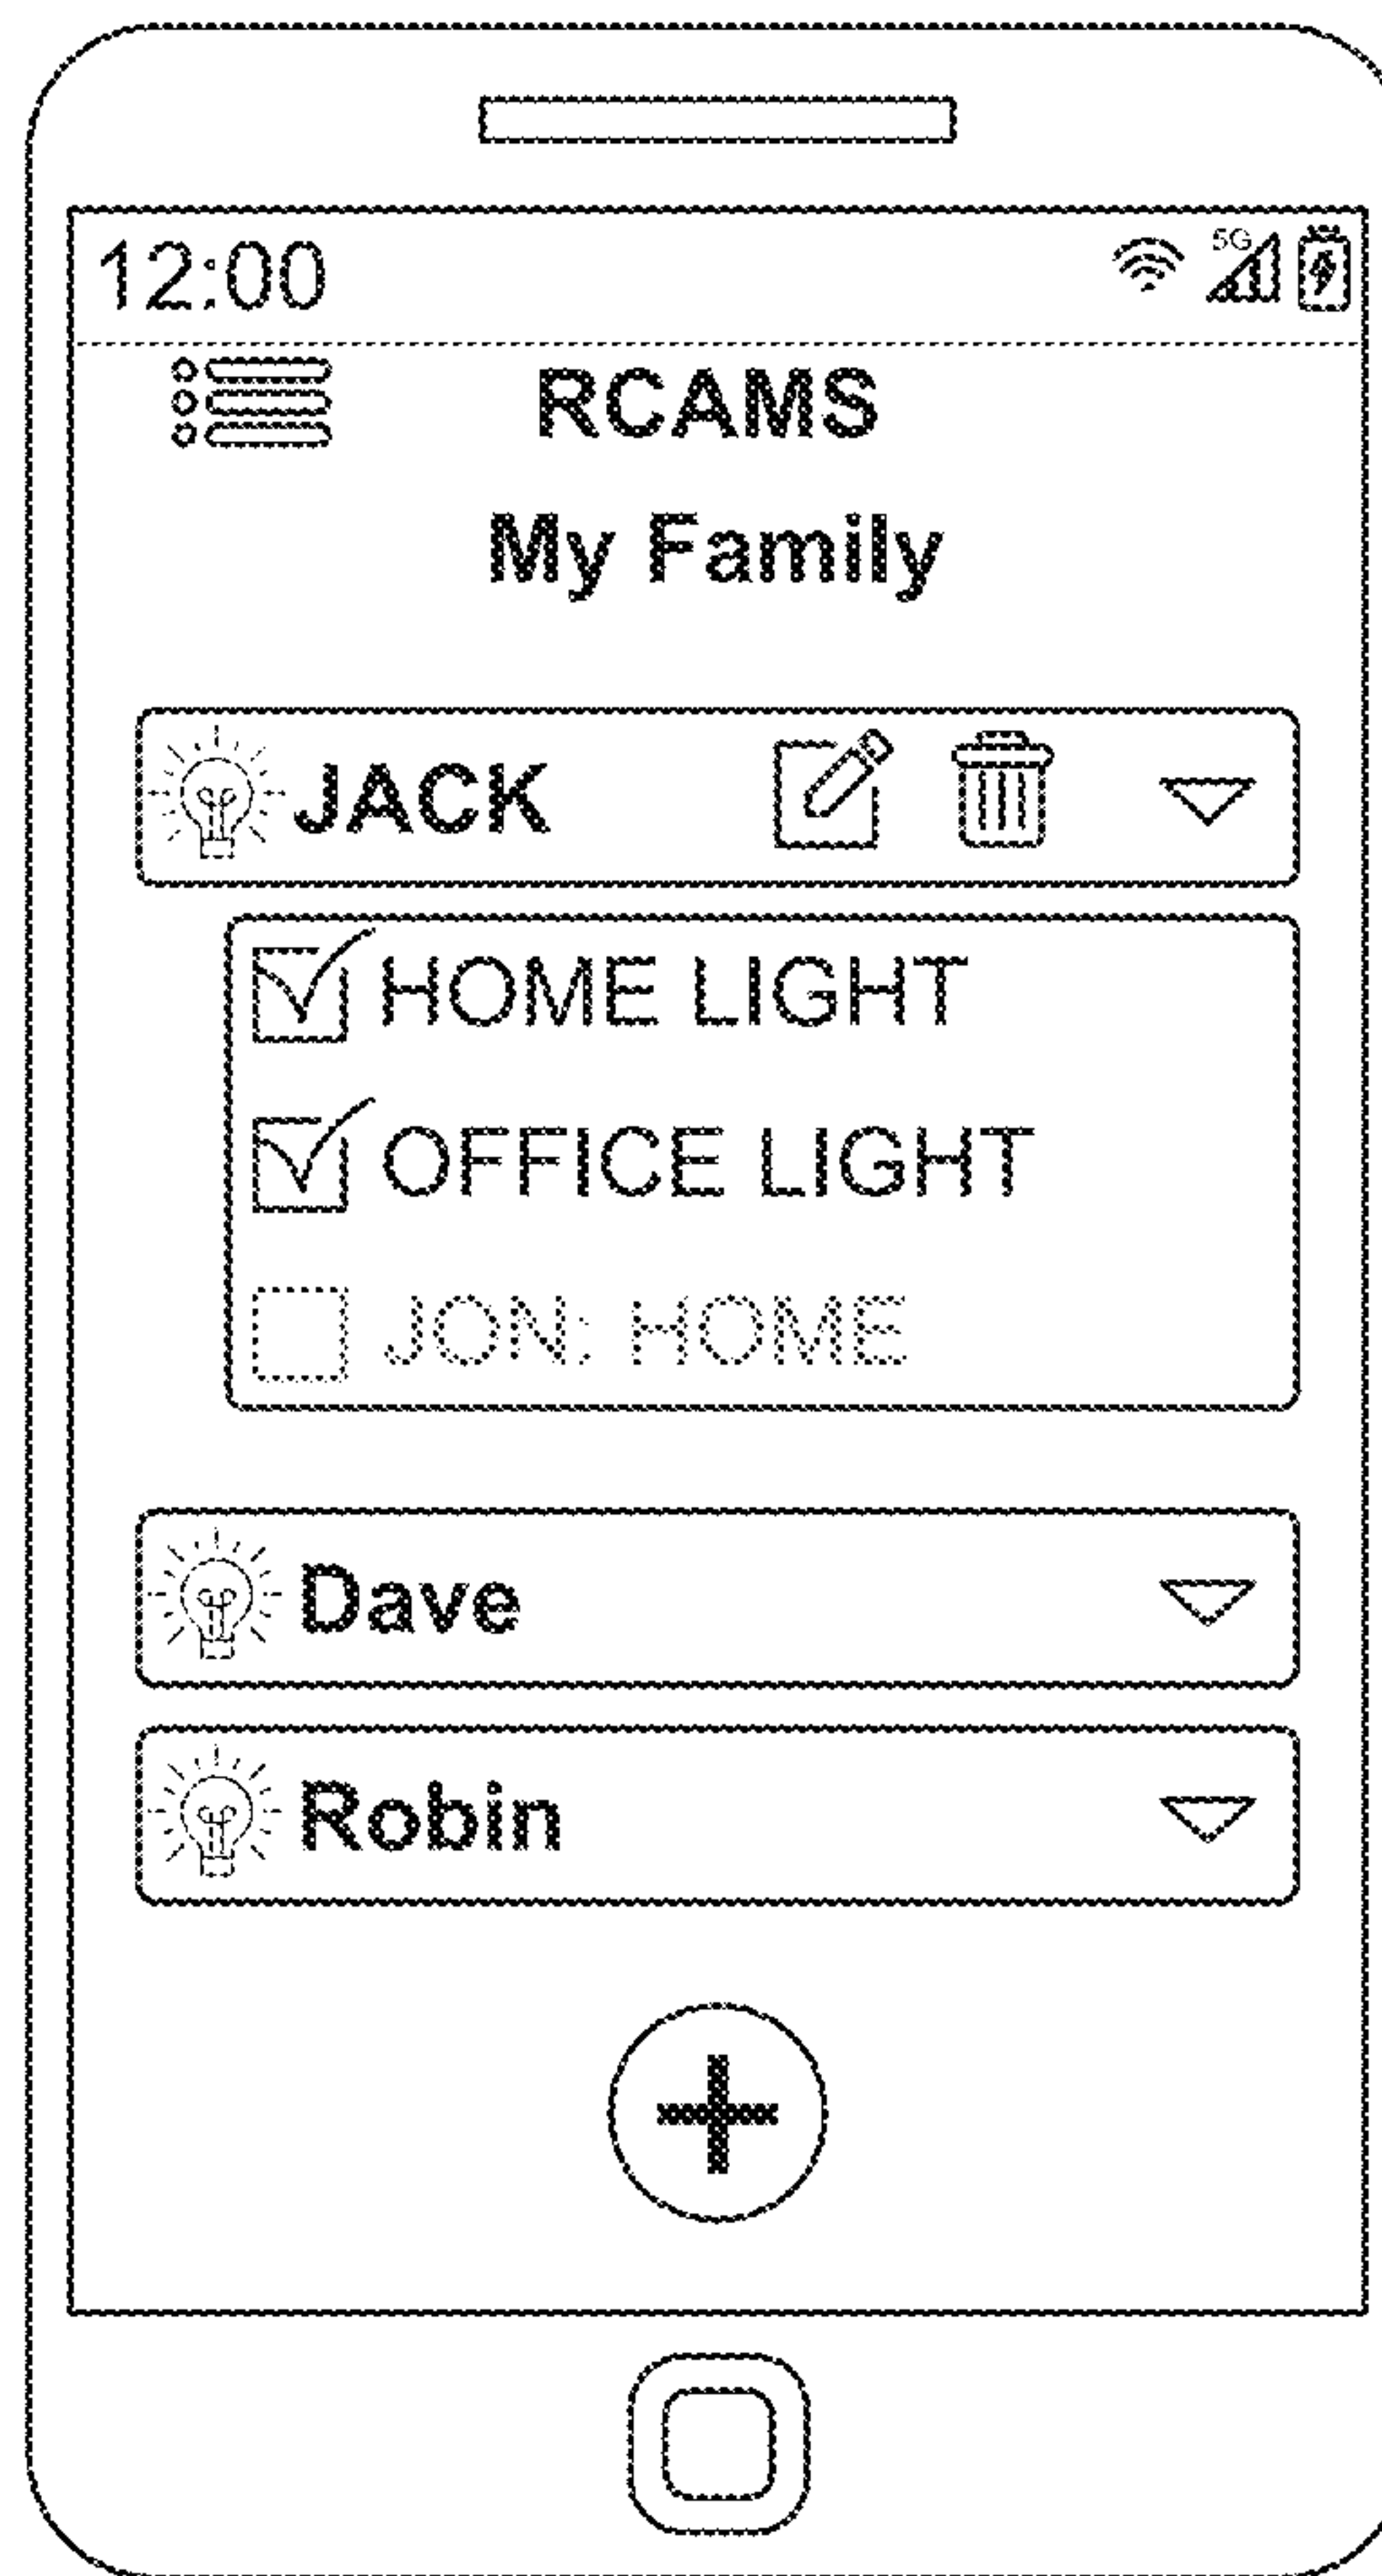 12:00 5G
RCAMS
My Family
JACK
HOME LIGHT
OFFICE LIGHT
JON: HOME
Dave
Robin